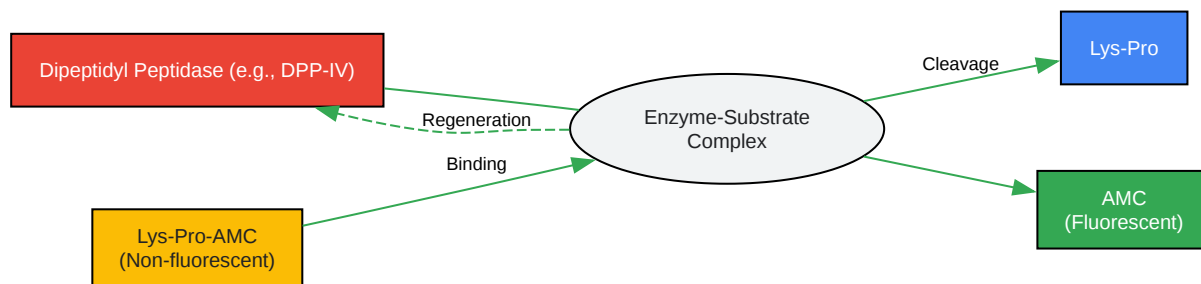 Dipeptidyl Peptidase (e.g., DPP-IV)
Regeneration
Binding
Lys-Pro-AMC
(Non-fluorescent)
Enzyme-Substrate
Complex
Cleavage
Lys-Pro
AMC
(Fluorescent)